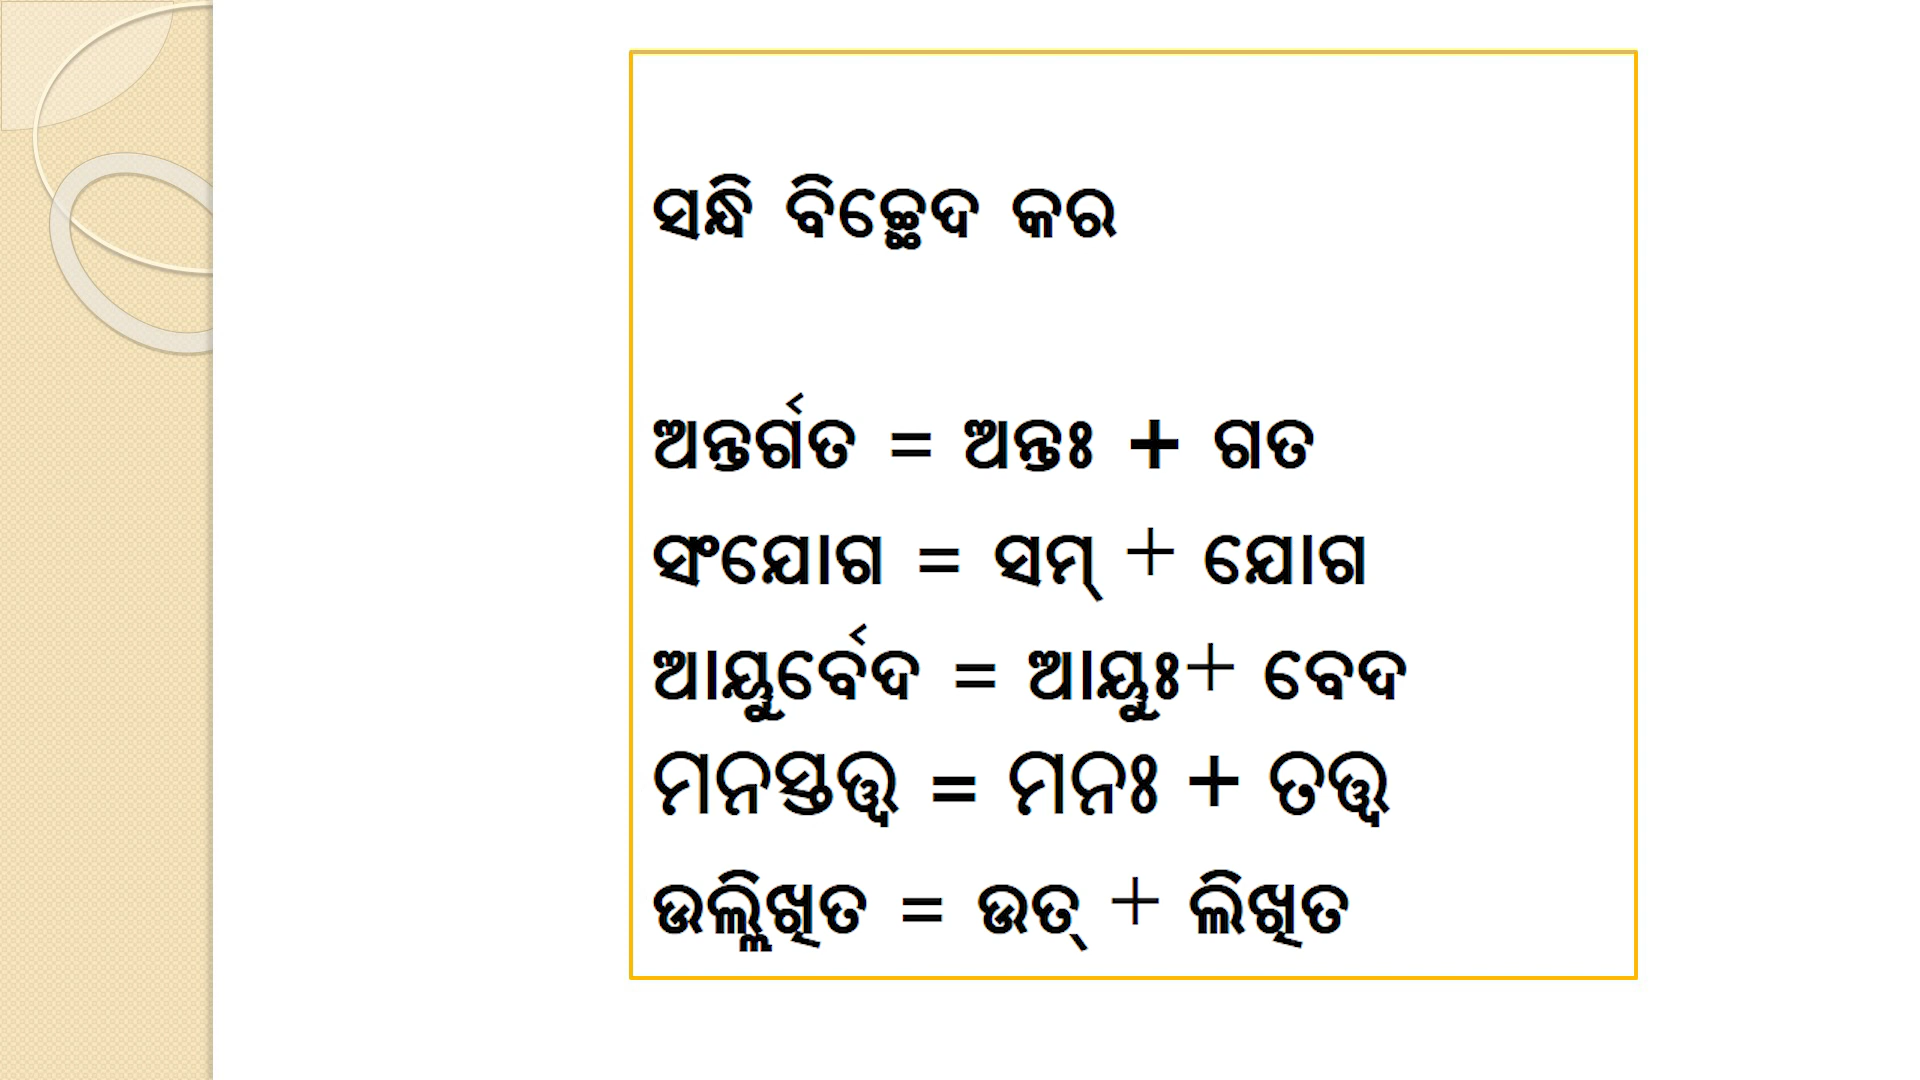 ସନ୍ଧି ବିଚ୍ଛେଦ କର
ଅନ୍ତର୍ଗତ = ଅନ୍ତଃ + ଗତ
ସଂଯୋଗ = ସମ୍ + ଯୋଗ
ଆୟୁର୍ବେଦ = ଆୟୁଃ+ ବେଦ
ମନସ୍ତତ୍ତ୍ୱ = ମନଃ + ତତ୍ତ୍ୱ
ଉଲ୍ଲିଖିତ = ଉତ୍ + ଲିଖିତ